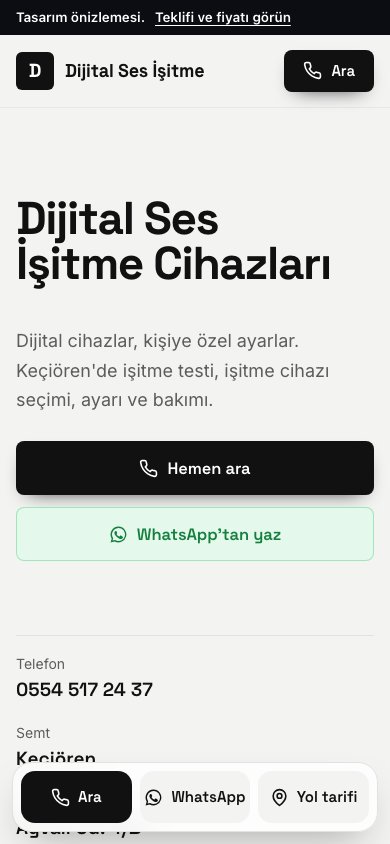 Tasarım önizlemesi. Teklifi ve fiyatı görün
D Dijital Ses İşitme Ara
Dijital Ses
İşitme Cihazları
Dijital cihazlar, kişiye özel ayarlar.
Keçiören'de işitme testi, işitme cihazı
seçimi, ayarı ve bakımı.
Hemen ara
WhatsApp’tan yaz
Telefon
0554 517 24 37
Semt
Keçiören
Ara WhatsApp Yol tarifi